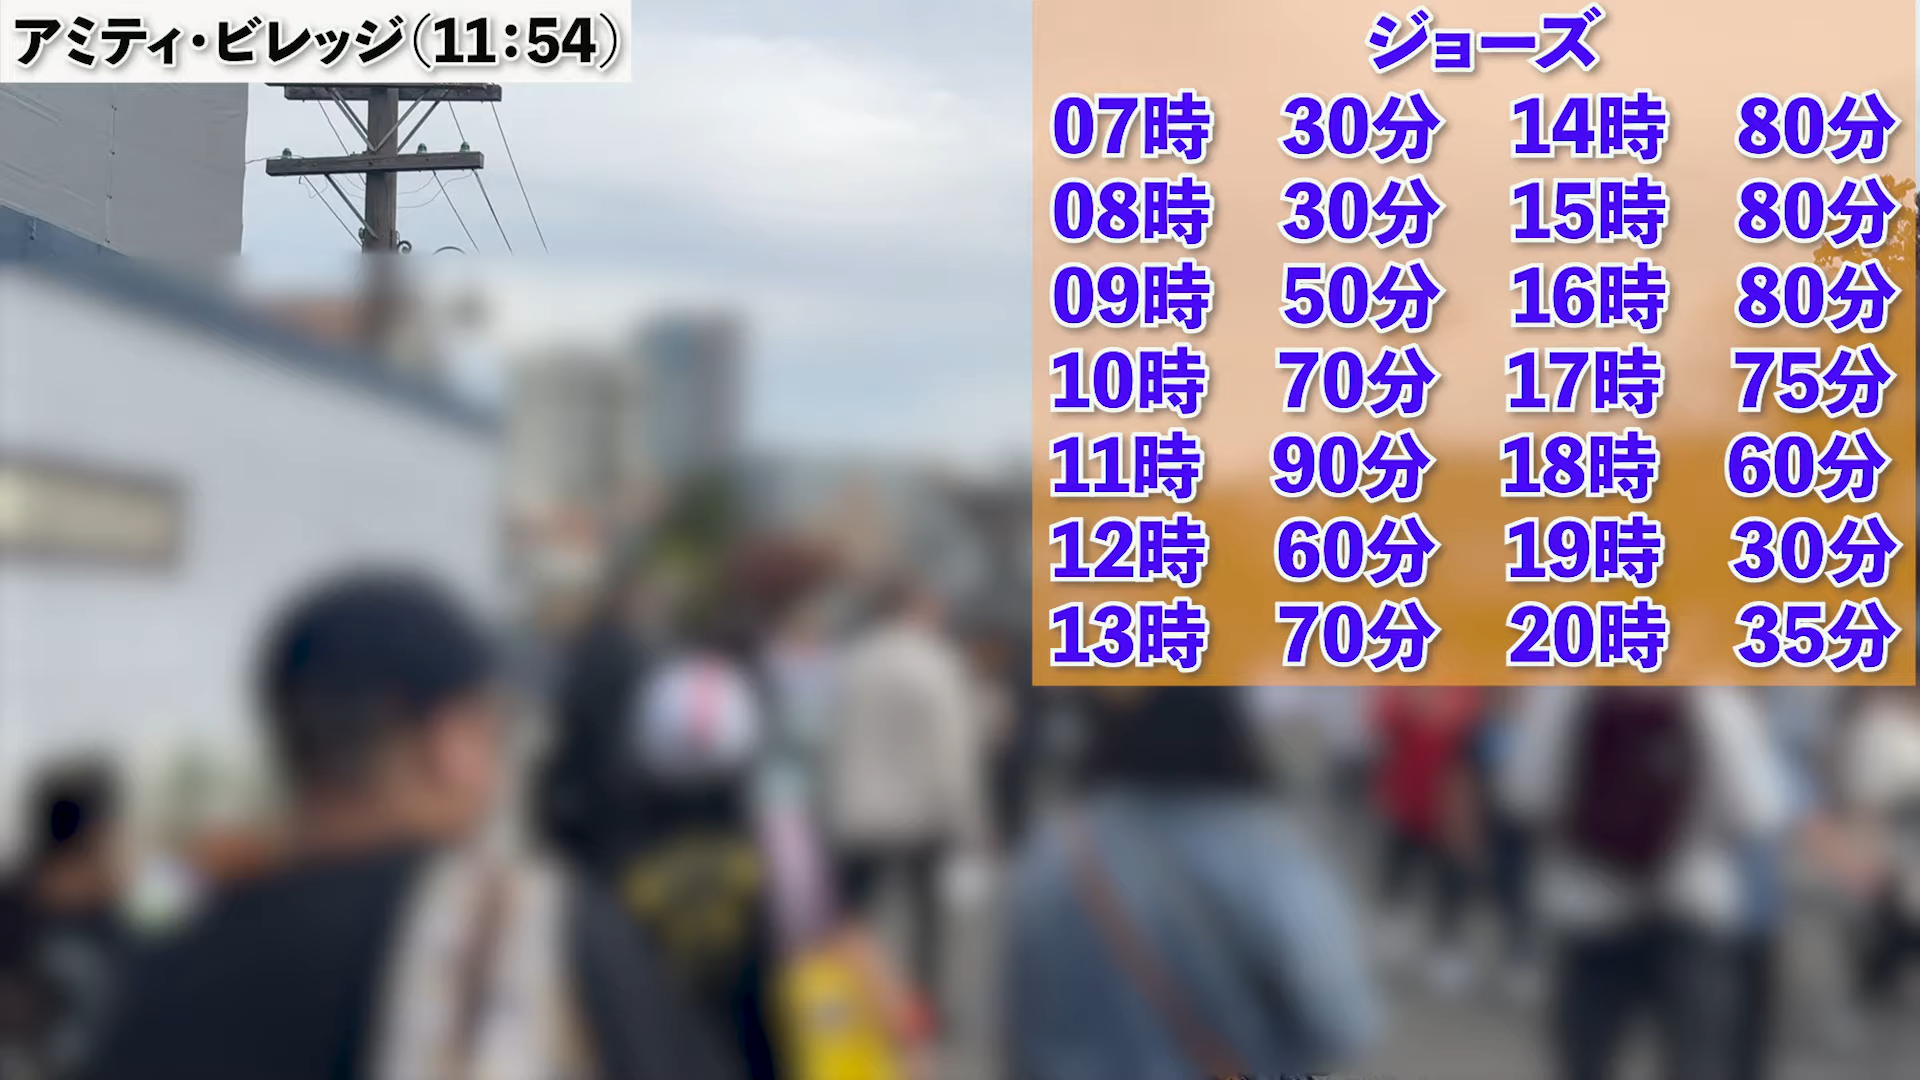 アミティ・ビレッジ(11:54)
ジョーズ
07時 30分 14時 80分
08時 30分 15時 80分
09時 50分 16時 80分
10時 70分 17時 75分
11時 90分 18時 60分
12時 60分 19時 30分
13時 70分 20時 35分